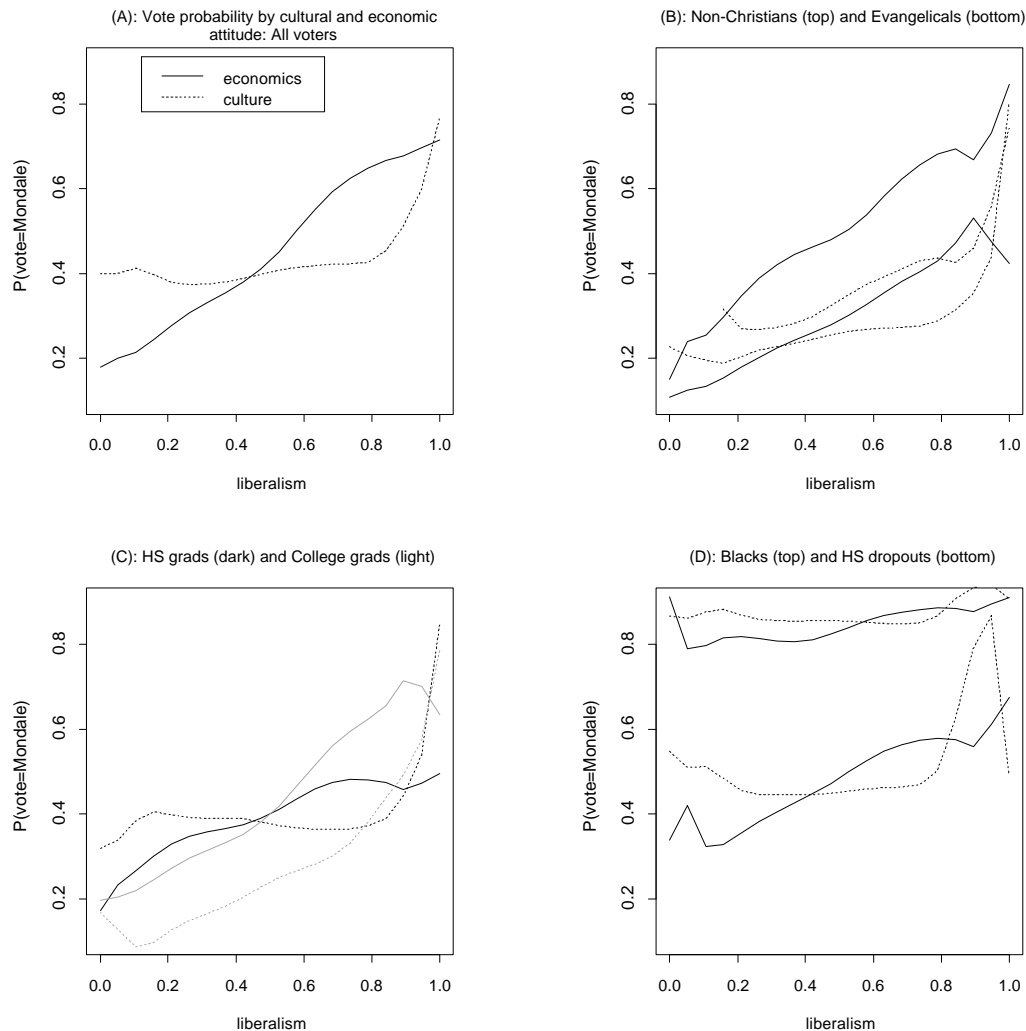 (A): Vote probability by cultural and economic
attitude: All voters
economics
culture
P(vote=Mondale)
0.2 0.4 0.6 0.8
0.0 0.2 0.4 0.6 0.8 1.0
liberalism
(B): Non-Christians (top) and Evangelicals (bottom)
P(vote=Mondale)
0.2 0.4 0.6 0.8
0.0 0.2 0.4 0.6 0.8 1.0
liberalism
(C): HS grads (dark) and College grads (light)
P(vote=Mondale)
0.2 0.4 0.6 0.8
0.0 0.2 0.4 0.6 0.8 1.0
liberalism
(D): Blacks (top) and HS dropouts (bottom)
P(vote=Mondale)
0.2 0.4 0.6 0.8
0.0 0.2 0.4 0.6 0.8 1.0
liberalism